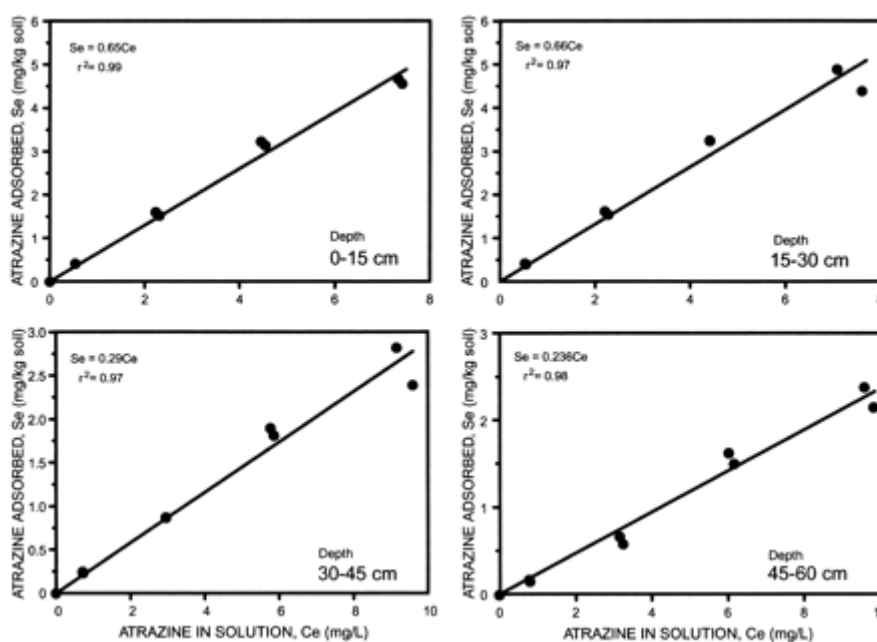 ATRAZINE ADSORBED, Se (mg/kg soil)
6
5
4
3
2
1
0
Se = 0.65Ce
r²= 0.99
Depth
0-15 cm
0 2 4 6 8
ATRAZINE ADSORBED, Se (mg/kg soil)
6
5
4
3
2
1
0
Se = 0.66Ce
r²= 0.97
Depth
15-30 cm
0 2 4 6 8
ATRAZINE ADSORBED, Se (mg/kg soil)
3.0
2.5
2.0
1.5
1.0
0.5
0
Se = 0.29Ce
r²= 0.97
Depth
30-45 cm
0 2 4 6 8 10
ATRAZINE IN SOLUTION, Ce (mg/L)
ATRAZINE ADSORBED, Se (mg/kg soil)
3
2
1
0
Se = 0.236Ce
r²= 0.98
Depth
45-60 cm
0 2 4 6 8
ATRAZINE IN SOLUTION, Ce (mg/L)